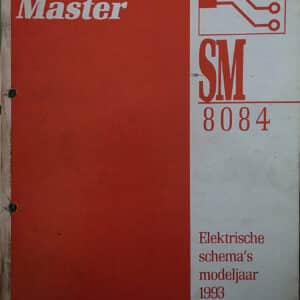 Master
SM
8084
Elektrische
schema's
modeljaar
1993